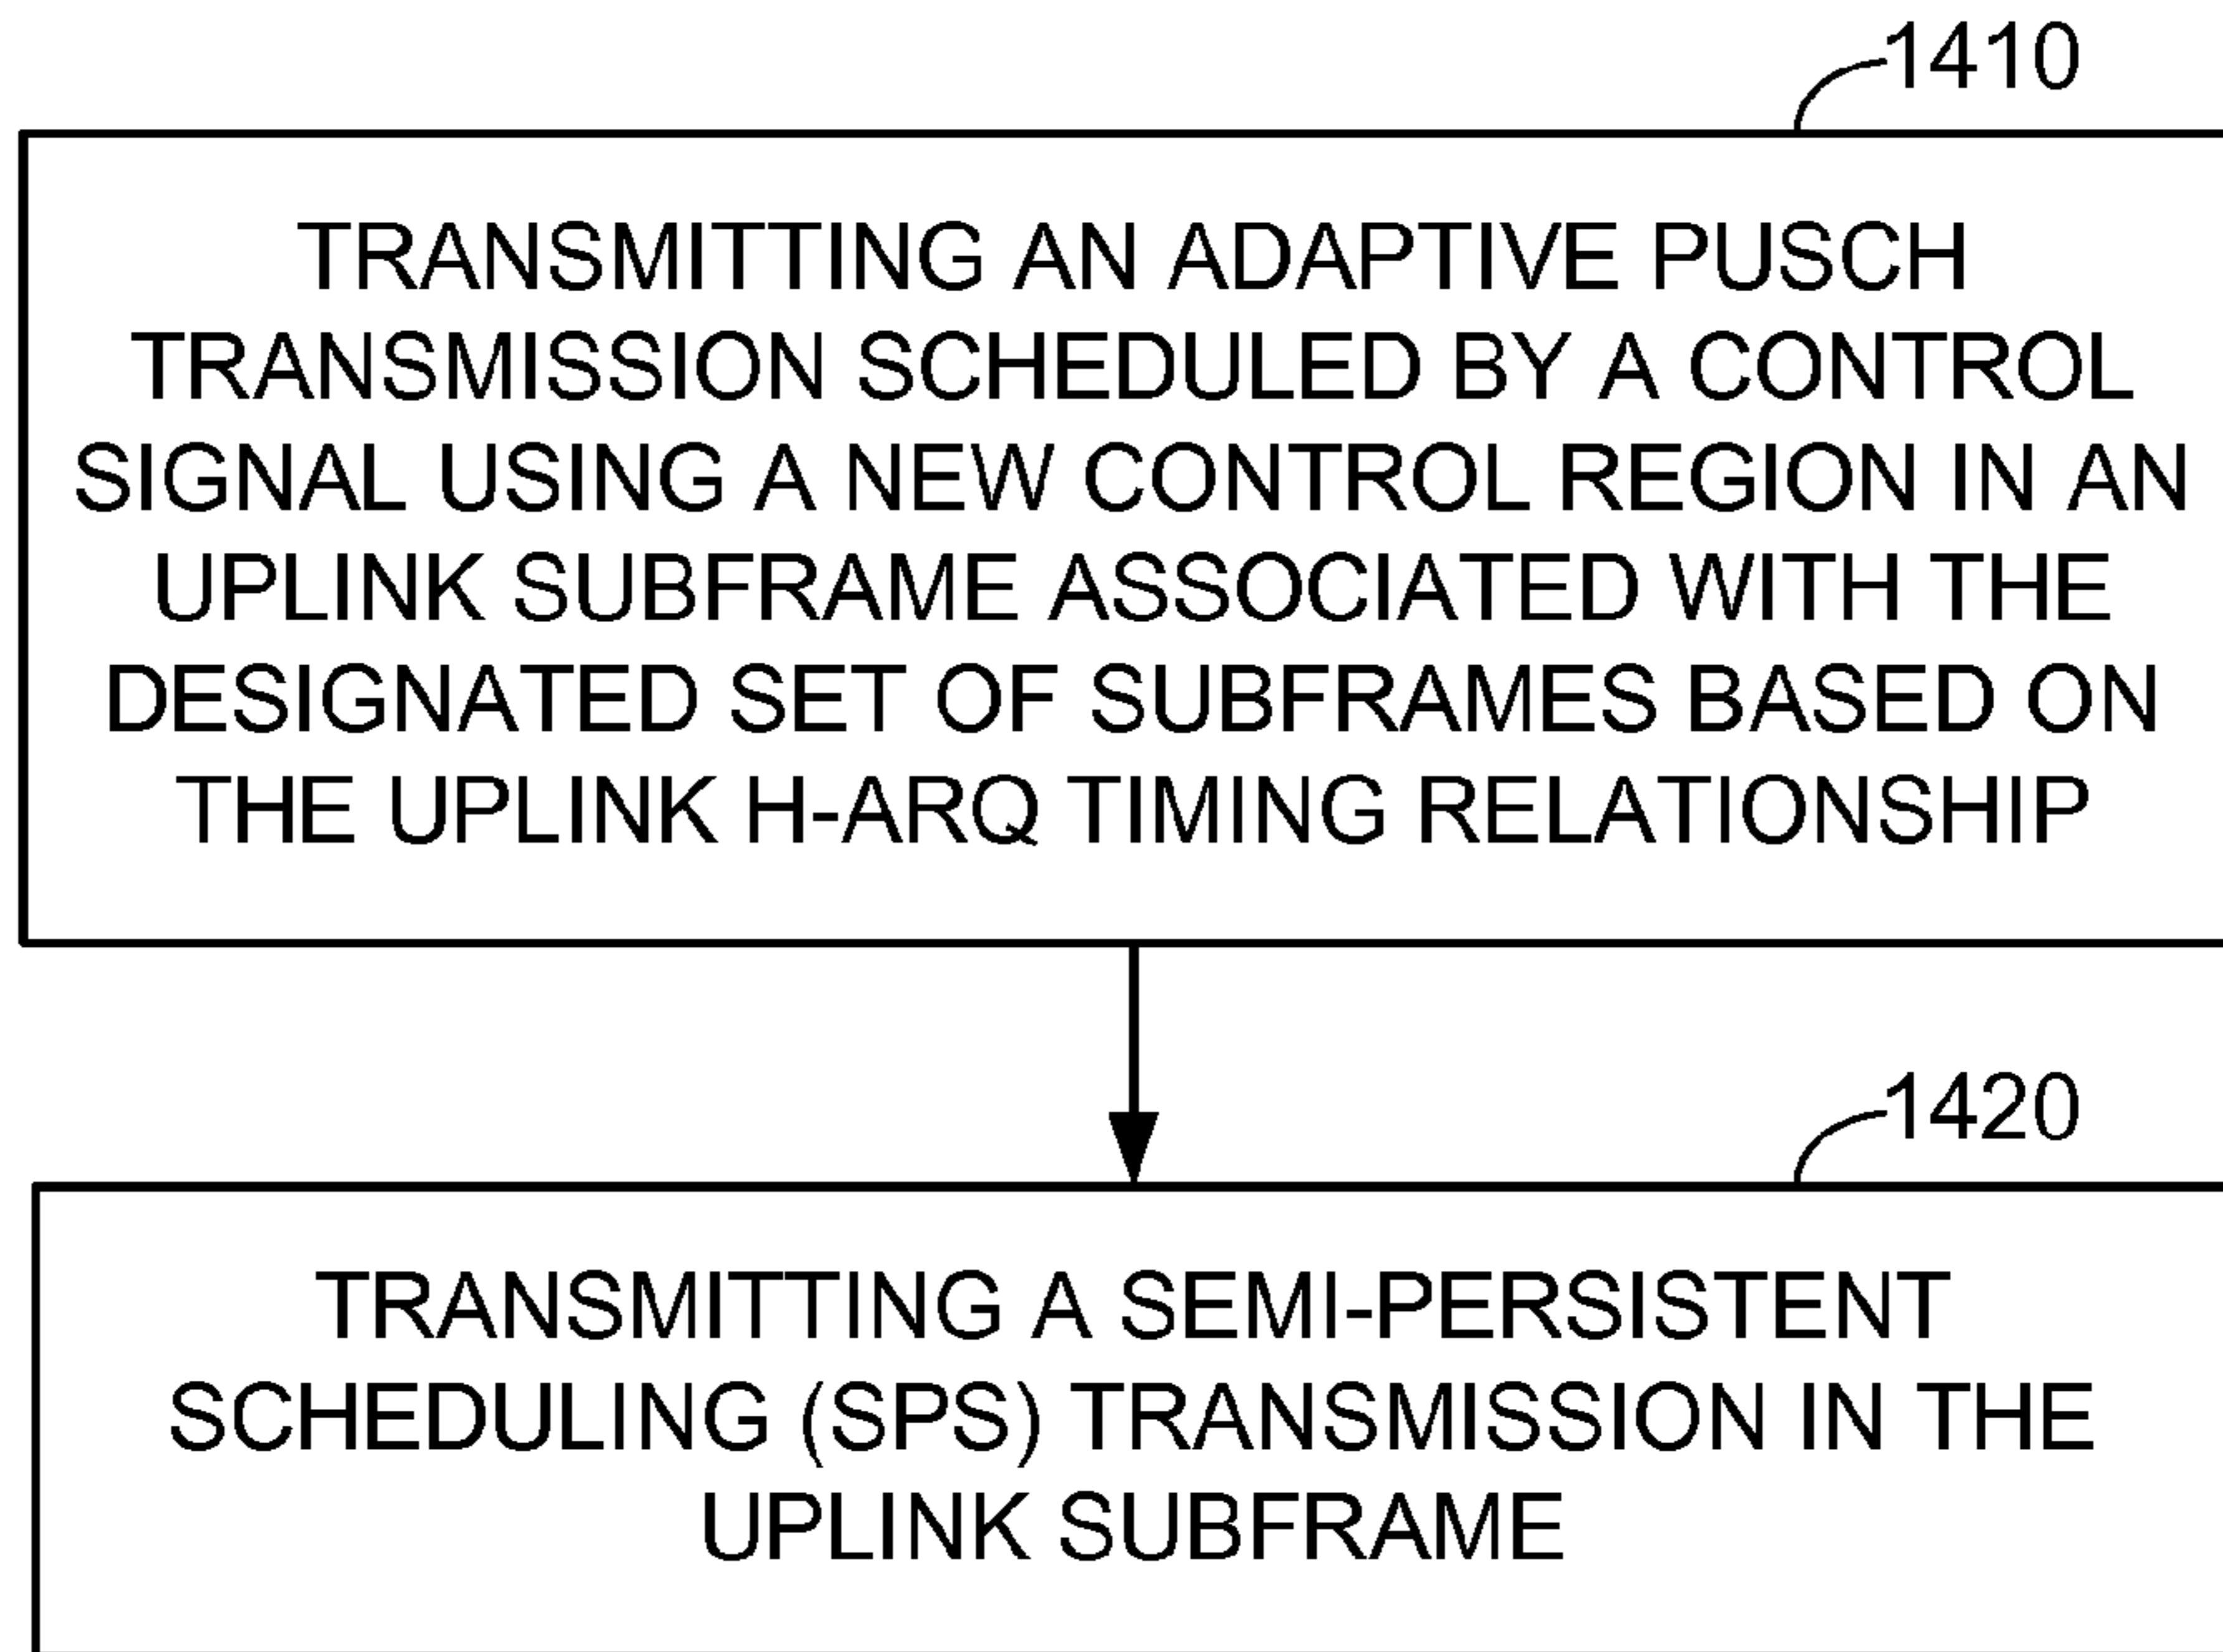 1410
TRANSMITTING AN ADAPTIVE PUSCH
TRANSMISSION SCHEDULED BY A CONTROL
SIGNAL USING A NEW CONTROL REGION IN AN
UPLINK SUBFRAME ASSOCIATED WITH THE
DESIGNATED SET OF SUBFRAMES BASED ON
THE UPLINK H-ARQ TIMING RELATIONSHIP
1420
TRANSMITTING A SEMI-PERSISTENT
SCHEDULING (SPS) TRANSMISSION IN THE
UPLINK SUBFRAME